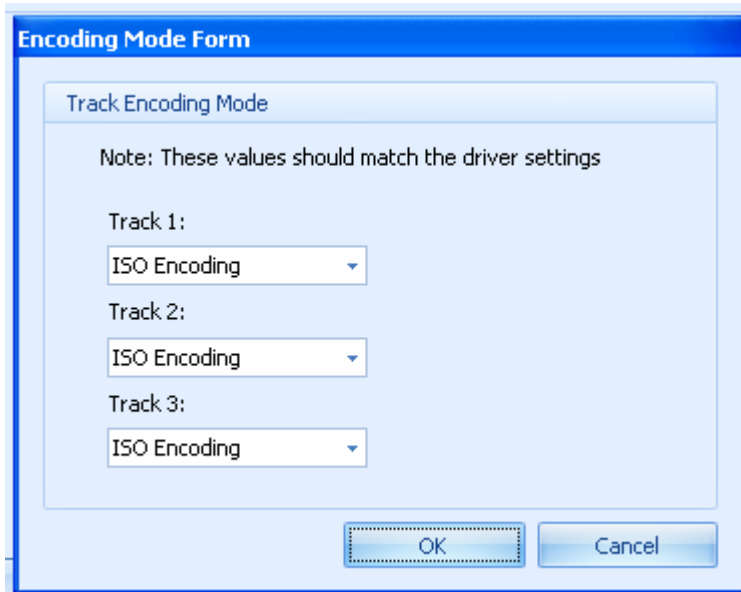 Encoding Mode Form
Track Encoding Mode
Note: These values should match the driver settings
Track 1:
ISO Encoding
Track 2:
ISO Encoding
Track 3:
ISO Encoding
OK Cancel